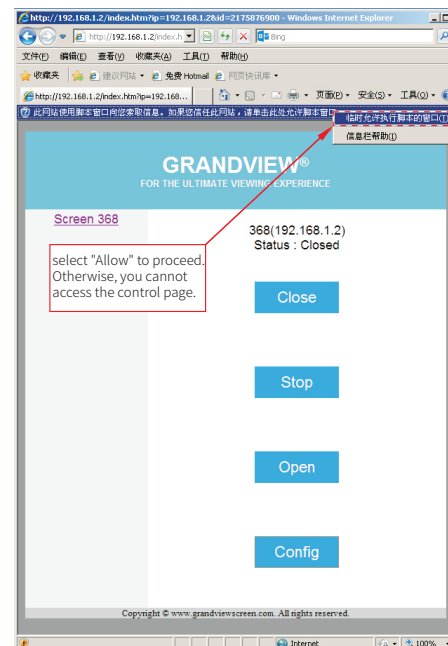 http://192.168.1.2/index.htm?ip=192.168.1.2&id=2175876900 - Windows Internet Explorer
http://192.168.1.2/index.h
Bing
文件(F) 编辑(E) 查看(V) 收藏夹(A) 工具(T) 帮助(H)
收藏夹 建议网站 免费 Hotmail 网页快讯库
http://192.168.1.2/index.htm?ip=192.168... 页面(P) 安全(S) 工具(O)
此网站使用脚本窗口向您索取信息。如果您信任此网站，请单击此处允许脚本窗口
临时允许执行脚本的窗口(T)
信息栏帮助(I)
GRANDVIEW®
FOR THE ULTIMATE VIEWING EXPERIENCE
Screen 368
368(192.168.1.2)
Status : Closed
select "Allow" to proceed.
Otherwise, you cannot
access the control page.
Close
Stop
Open
Config
Copyright © www.grandviewscreen.com. All rights reserved.
Internet 100%